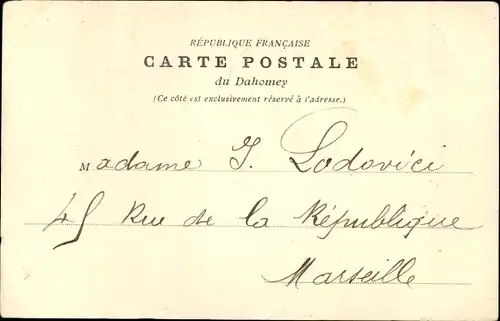 RÉPUBLIQUE FRANÇAISE
CARTE POSTALE
du Dahomey
(Ce côté est exclusivement réservé à l'adresse.)
Madame J. Lodovici
45 Rue de la République
Marseille